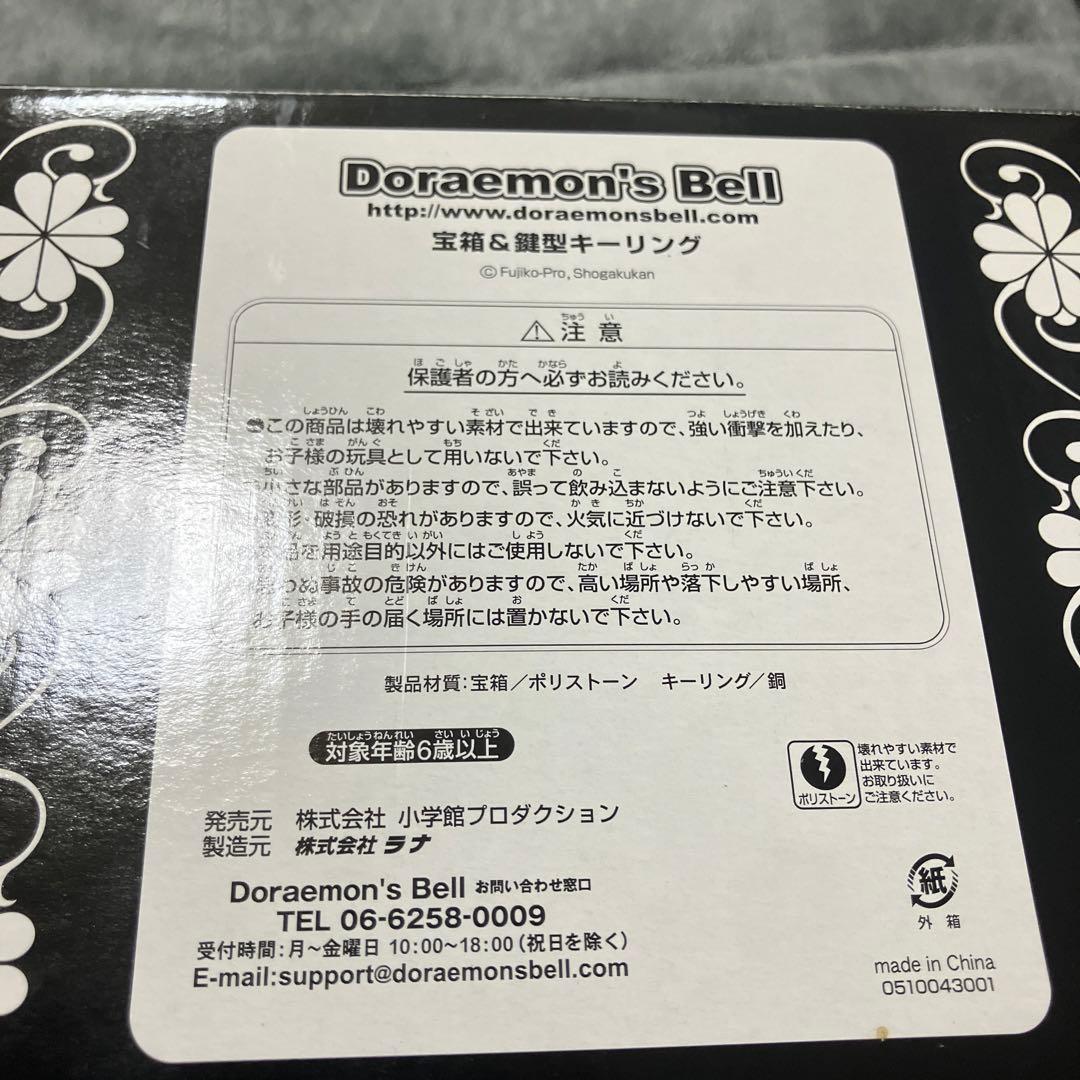 Doraemon's Bell
http://www.doraemonsbell.com
宝箱&鍵型キーリング
©Fujiko-Pro, Shogakukan
⚠注意
保護者の方へ必ずお読みください。
この商品は壊れやすい素材で出来ていますので、強い衝撃を加えたり、
お子様の玩具として用いないで下さい。
小さな部品がありますので、誤って飲み込まないようにご注意下さい。
破損の恐れがありますので、火気に近づけないで下さい。
品を用途目的以外にはご使用しないで下さい。
思わぬ事故の危険がありますので、高い場所や落下しやすい場所、
お子様の手の届く場所には置かないで下さい。
製品材質:宝箱/ポリストーン キーリング/銅
対象年齢6歳以上
壊れやすい素材で
出来ています。
お取り扱いに
ご注意ください。
ポリストーン
発売元 株式会社 小学館プロダクション
製造元 株式会社 ラナ
Doraemon's Bell お問い合わせ窓口
TEL 06-6258-0009
受付時間:月~金曜日 10:00~18:00(祝日を除く)
E-mail:support@doraemonsbell.com
紙
外箱
made in China
0510043001